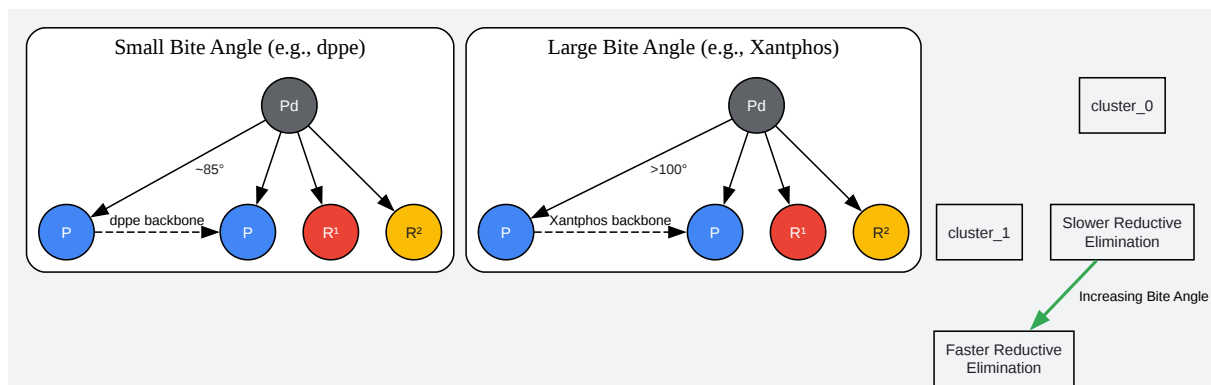 Small Bite Angle (e.g., dppe)
Pd
~85°
P
dppe backbone
P
R¹
R²
Large Bite Angle (e.g., Xantphos)
Pd
>100°
P
Xantphos backbone
P
R¹
R²
cluster_0
cluster_1
Slower Reductive
Elimination
Increasing Bite Angle
Faster Reductive
Elimination